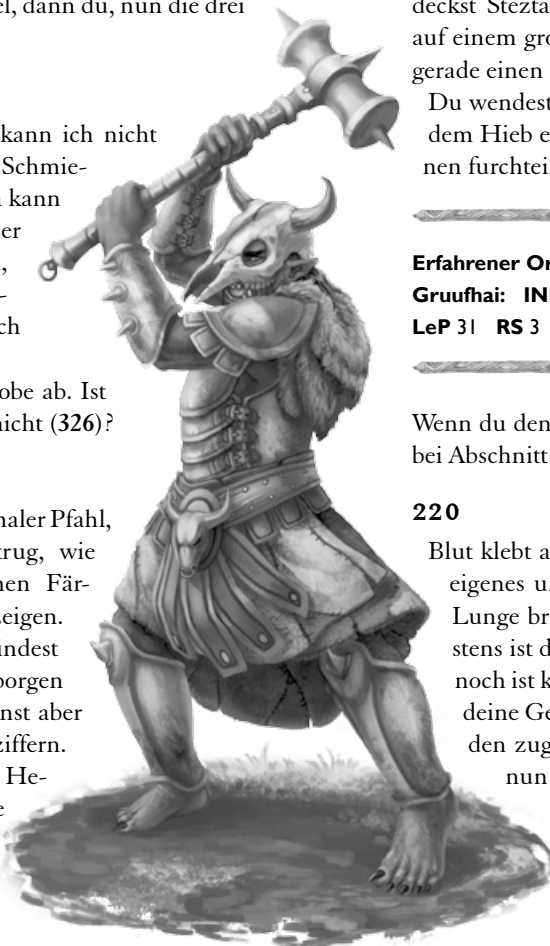 el, dann du, nun die drei
kann ich nicht
Schmie-
kann
er
-
ch
obe ab. Ist
nicht (326)?
naler Pfahl,
trug, wie
nen Fär-
zeigen.
indest
borgen
nst aber
ziffern.
He-
e
deckst Stezta
auf einem gro
gerade einen
Du wendest
dem Hieb e
nen furchtei
Erfahrener Or
Gruufhai: INI
LeP 31 RS 3
Wenn du den
bei Abschnitt
220
Blut klebt a
eigenes u
Lunge br
stens ist d
noch ist k
deine Ge
den zug
nun